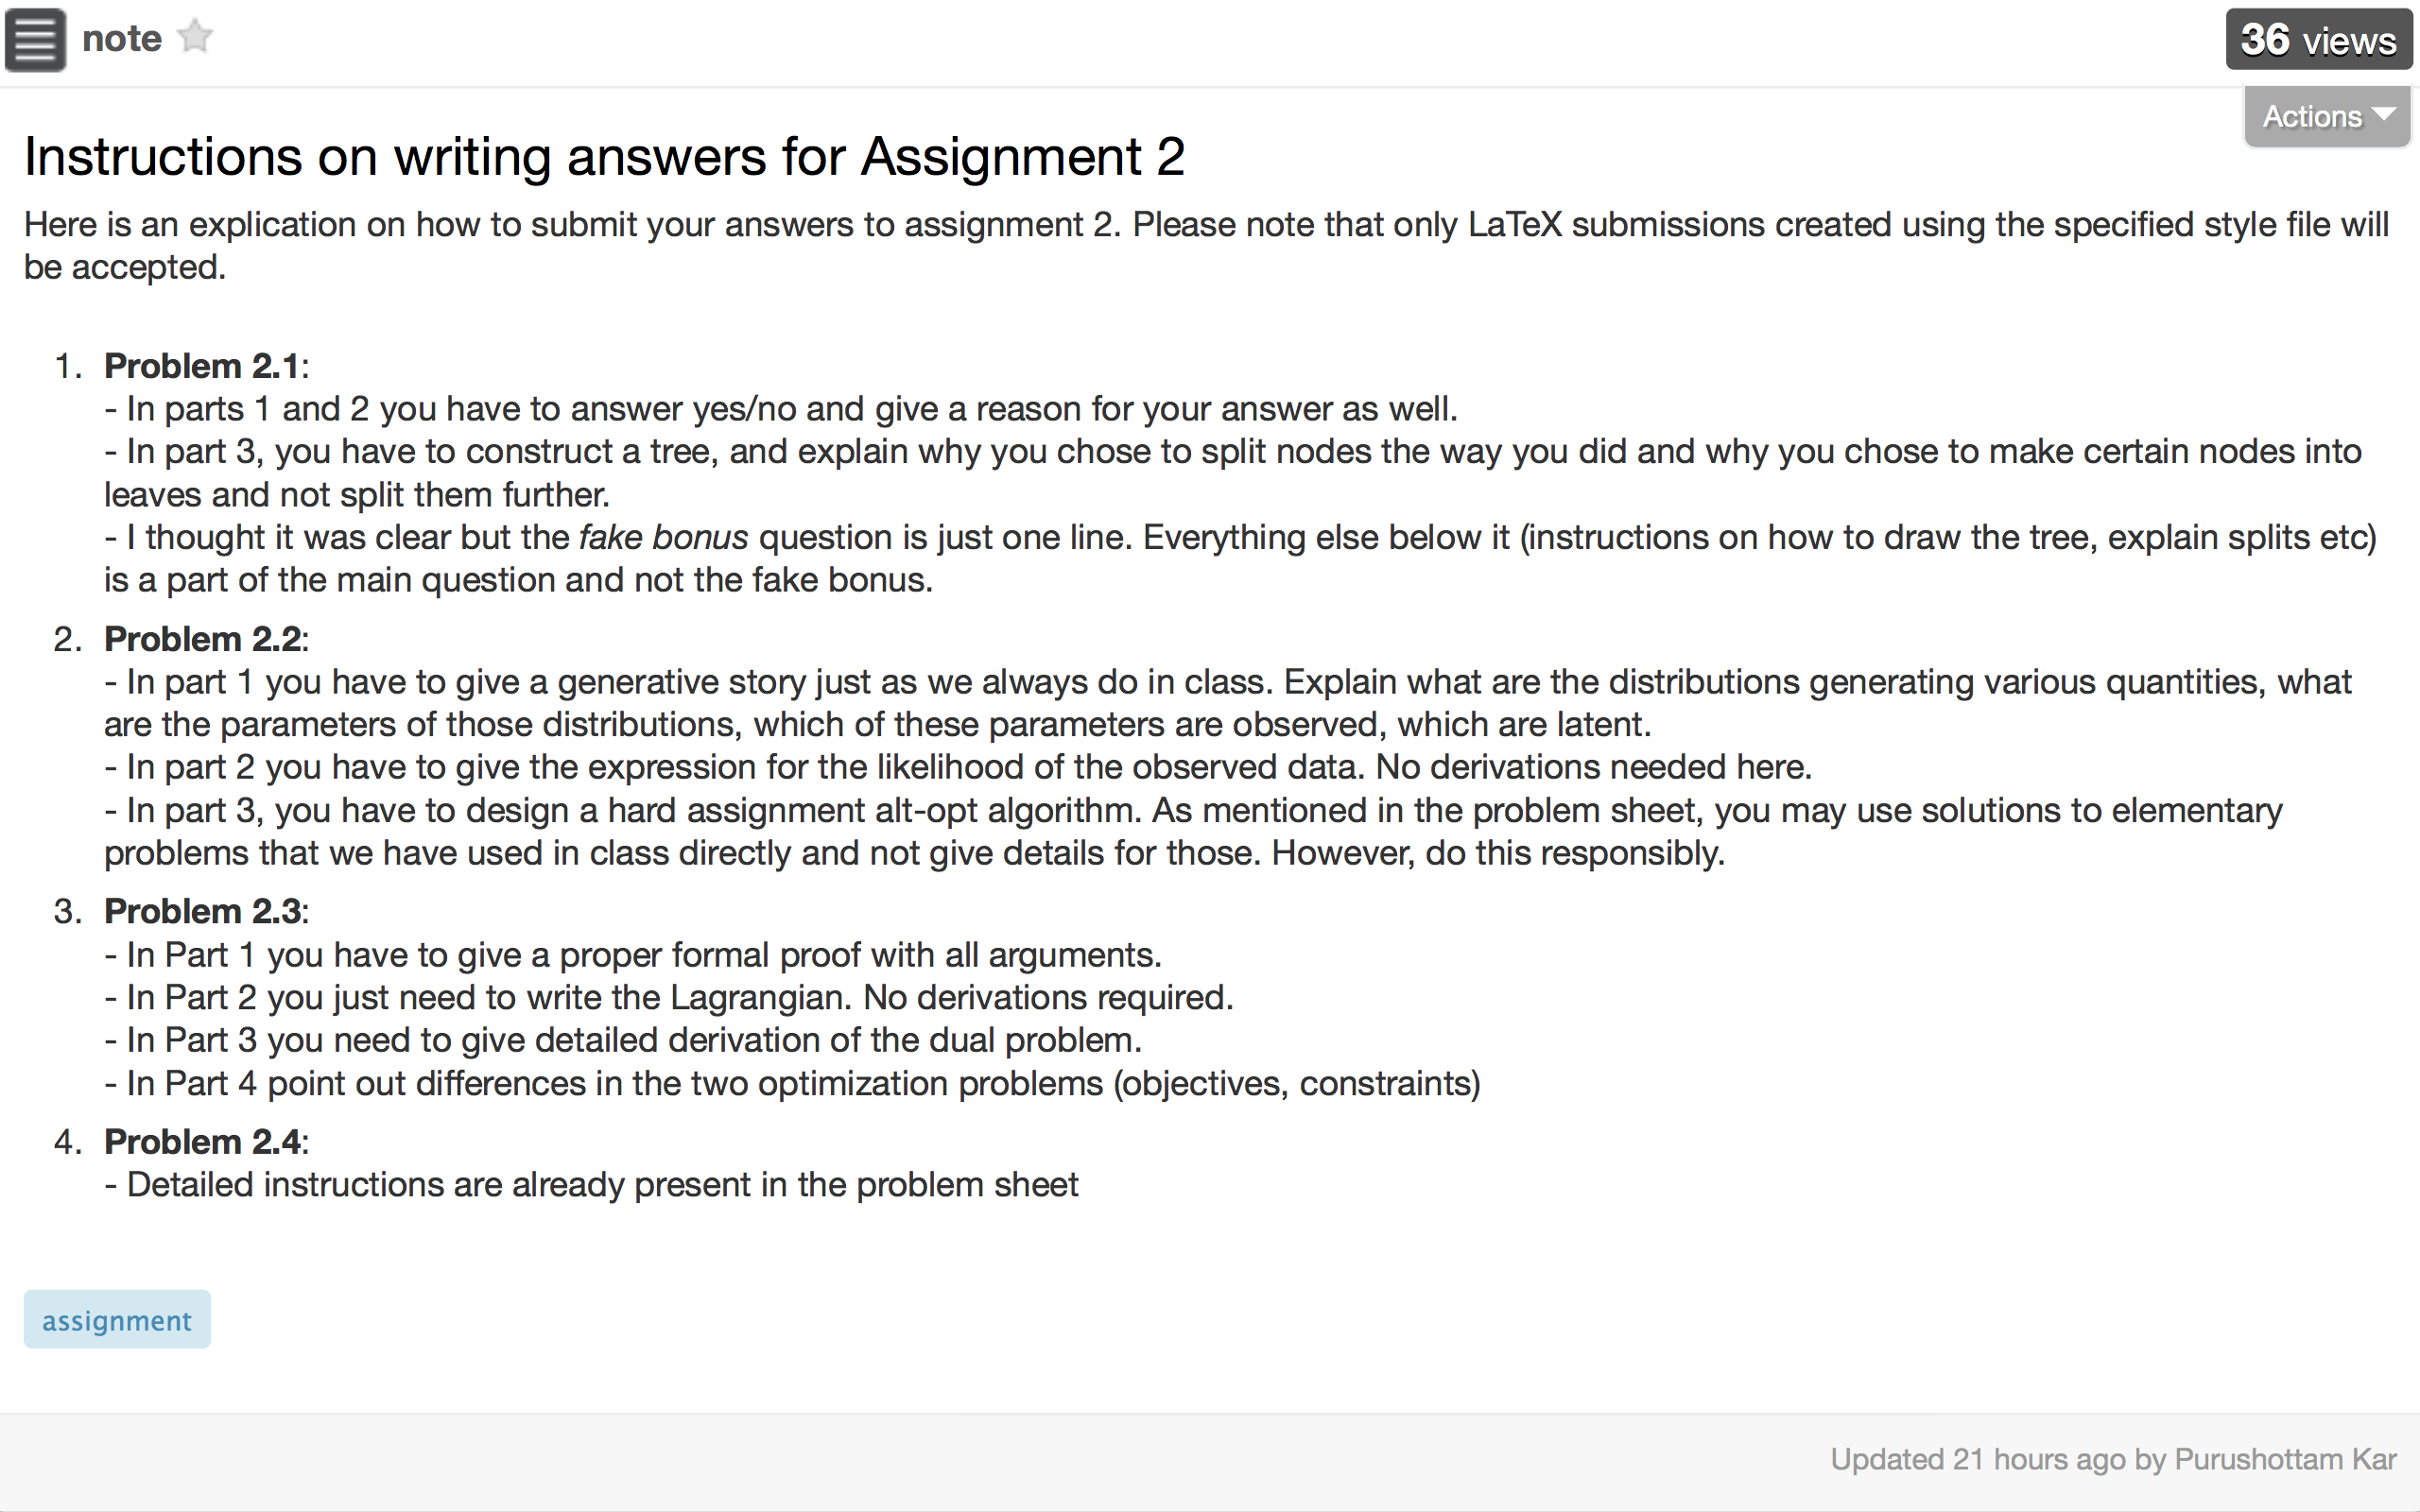 note
36 views
Actions
Instructions on writing answers for Assignment 2
Here is an explication on how to submit your answers to assignment 2. Please note that only LaTeX submissions created using the specified style file will
be accepted.
1. Problem 2.1:
- In parts 1 and 2 you have to answer yes/no and give a reason for your answer as well.
- In part 3, you have to construct a tree, and explain why you chose to split nodes the way you did and why you chose to make certain nodes into
leaves and not split them further.
- I thought it was clear but the fake bonus question is just one line. Everything else below it (instructions on how to draw the tree, explain splits etc)
is a part of the main question and not the fake bonus.
2. Problem 2.2:
- In part 1 you have to give a generative story just as we always do in class. Explain what are the distributions generating various quantities, what
are the parameters of those distributions, which of these parameters are observed, which are latent.
- In part 2 you have to give the expression for the likelihood of the observed data. No derivations needed here.
- In part 3, you have to design a hard assignment alt-opt algorithm. As mentioned in the problem sheet, you may use solutions to elementary
problems that we have used in class directly and not give details for those. However, do this responsibly.
3. Problem 2.3:
- In Part 1 you have to give a proper formal proof with all arguments.
- In Part 2 you just need to write the Lagrangian. No derivations required.
- In Part 3 you need to give detailed derivation of the dual problem.
- In Part 4 point out differences in the two optimization problems (objectives, constraints)
4. Problem 2.4:
- Detailed instructions are already present in the problem sheet
assignment
Updated 21 hours ago by Purushottam Kar